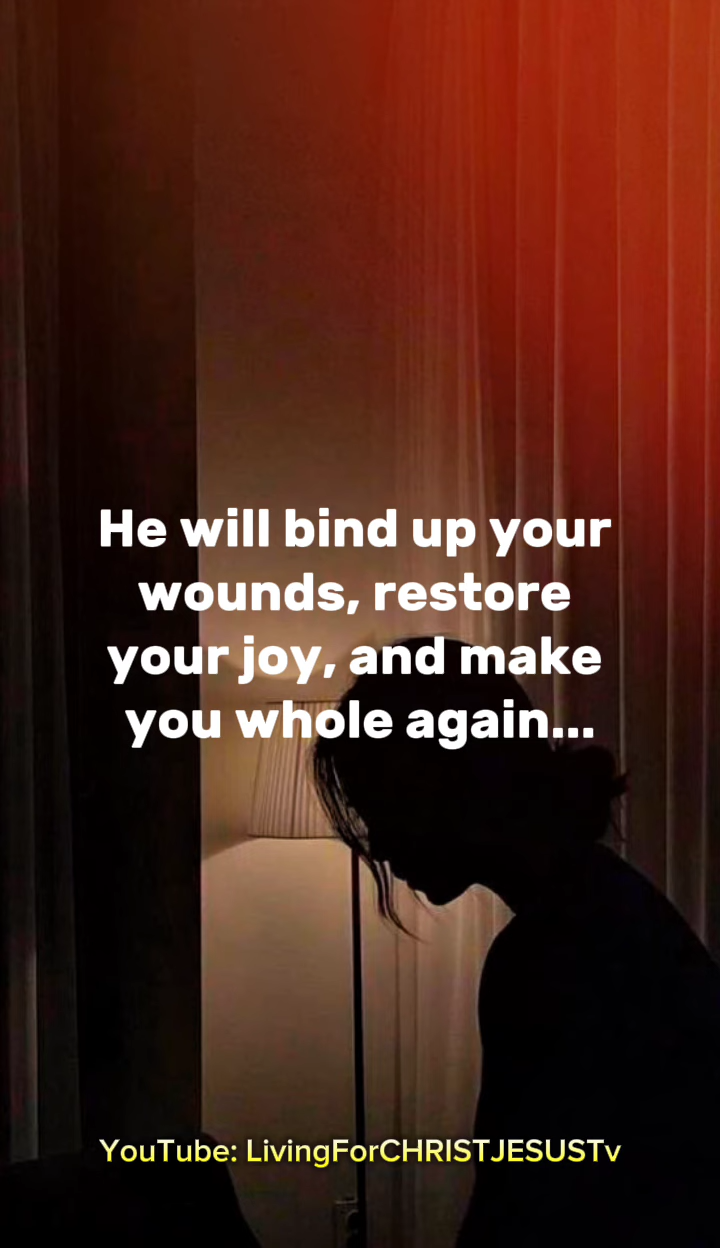 He will bind up your
wounds, restore
your joy, and make
you whole again...
YouTube: LivingForCHRISTJESUSTv